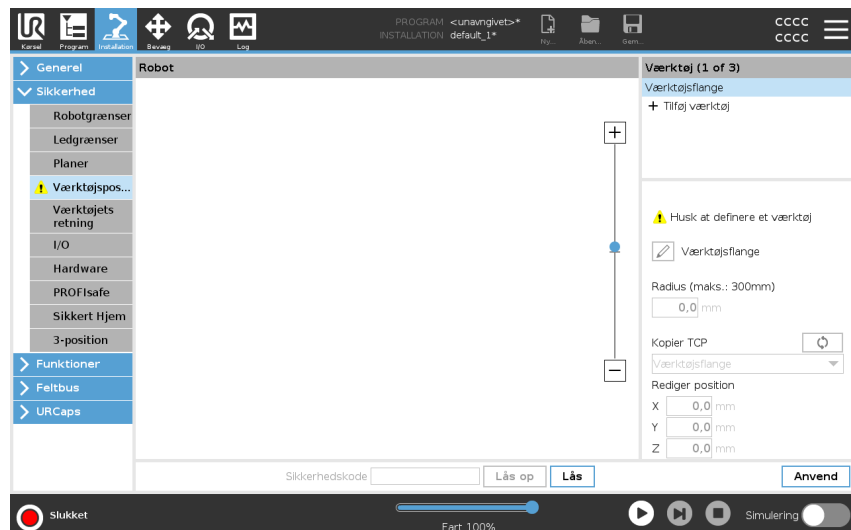 Kørsel
Program
Installation
Bevæg
I/O
Log
PROGRAM <unavngivet>*
INSTALLATION default_1*
Ny...
Åben...
Gem...
cccc
cccc
Generel
Sikkerhed
Robotgrænser
Ledgrænser
Planer
Værktøjspos...
Værktøjets
retning
I/O
Hardware
PROFIsafe
Sikkert Hjem
3-position
Funktioner
Feltbus
URCaps
Robot
Værktøj (1 of 3)
Værktøjsflange
+ Tilføj værktøj
Husk at definere et værktøj
Værktøjsflange
Radius (maks.: 300mm)
0,0 mm
Kopier TCP
Værktøjsflange
Rediger position
X 0,0 mm
Y 0,0 mm
Z 0,0 mm
Sikkerhedskode
Lås op
Lås
Anvend
Slukket
Fart 100%
Simulering